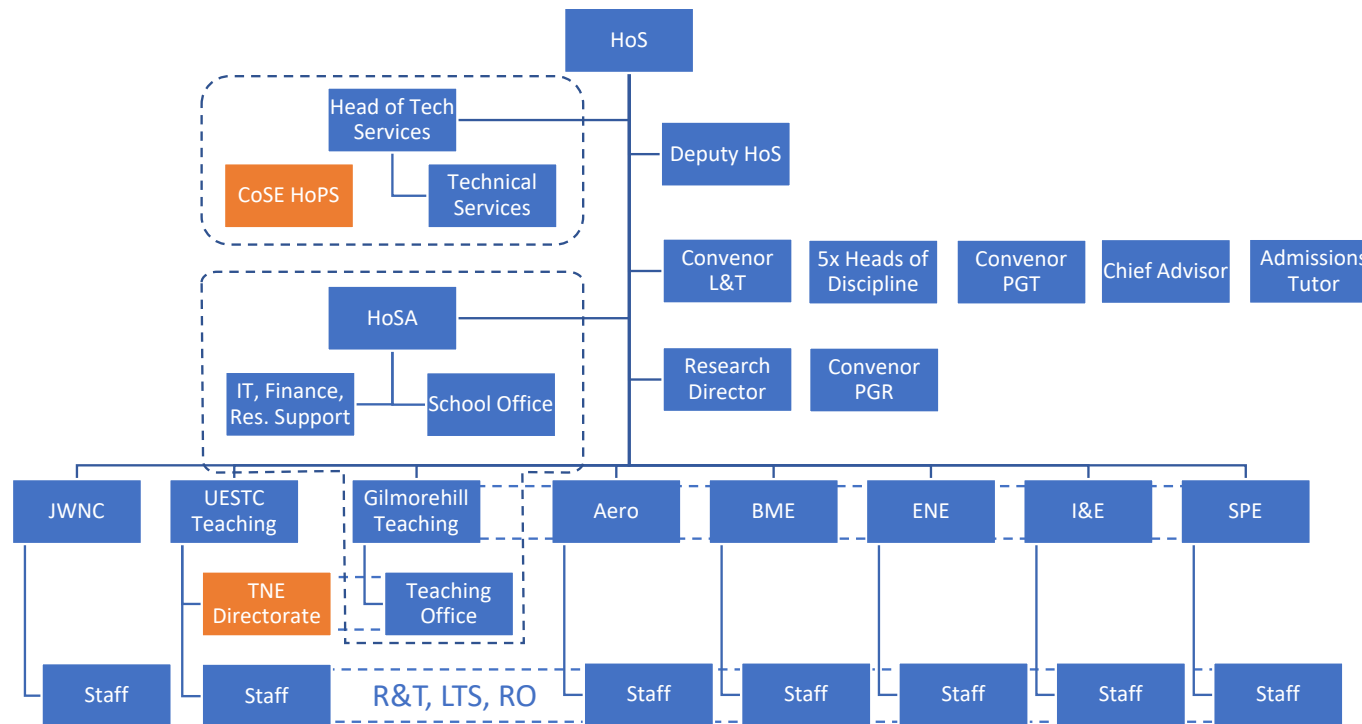 HoS
Head of Tech
Services
Deputy HoS
CoSE HoPS
Technical
Services
Convenor
L&T
5x Heads of
Discipline
Convenor
PGT
Chief Advisor
Admissions
Tutor
HoSA
Research
Director
Convenor
PGR
IT, Finance,
Res. Support
School Office
JWNC
UESTC
Teaching
Gilmorehill
Teaching
Aero
BME
ENE
I&E
SPE
TNE
Directorate
Teaching
Office
Staff
Staff
R&T, LTS, RO
Staff
Staff
Staff
Staff
Staff